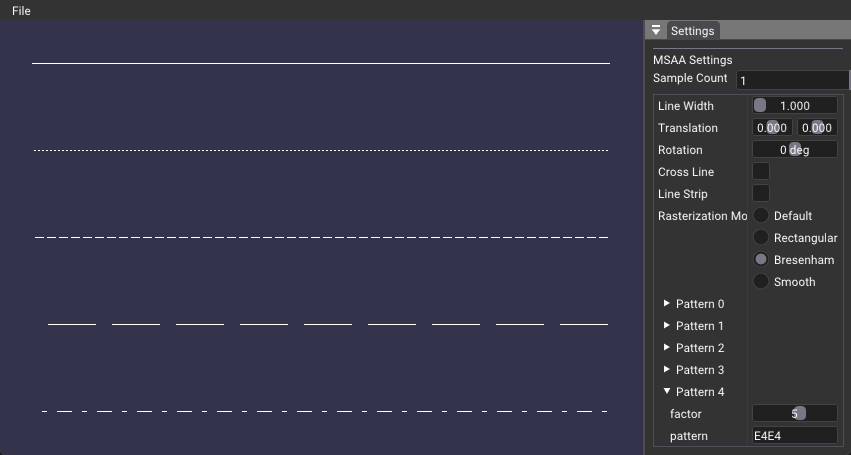 File
Settings
MSAA Settings
Sample Count 1
Line Width 1.000
Translation 0.000 0.000
Rotation 0 deg
Cross Line
Line Strip
Rasterization Mo Default
Rectangular
Bresenham
Smooth
Pattern 0
Pattern 1
Pattern 2
Pattern 3
Pattern 4
factor 5
pattern E4E4